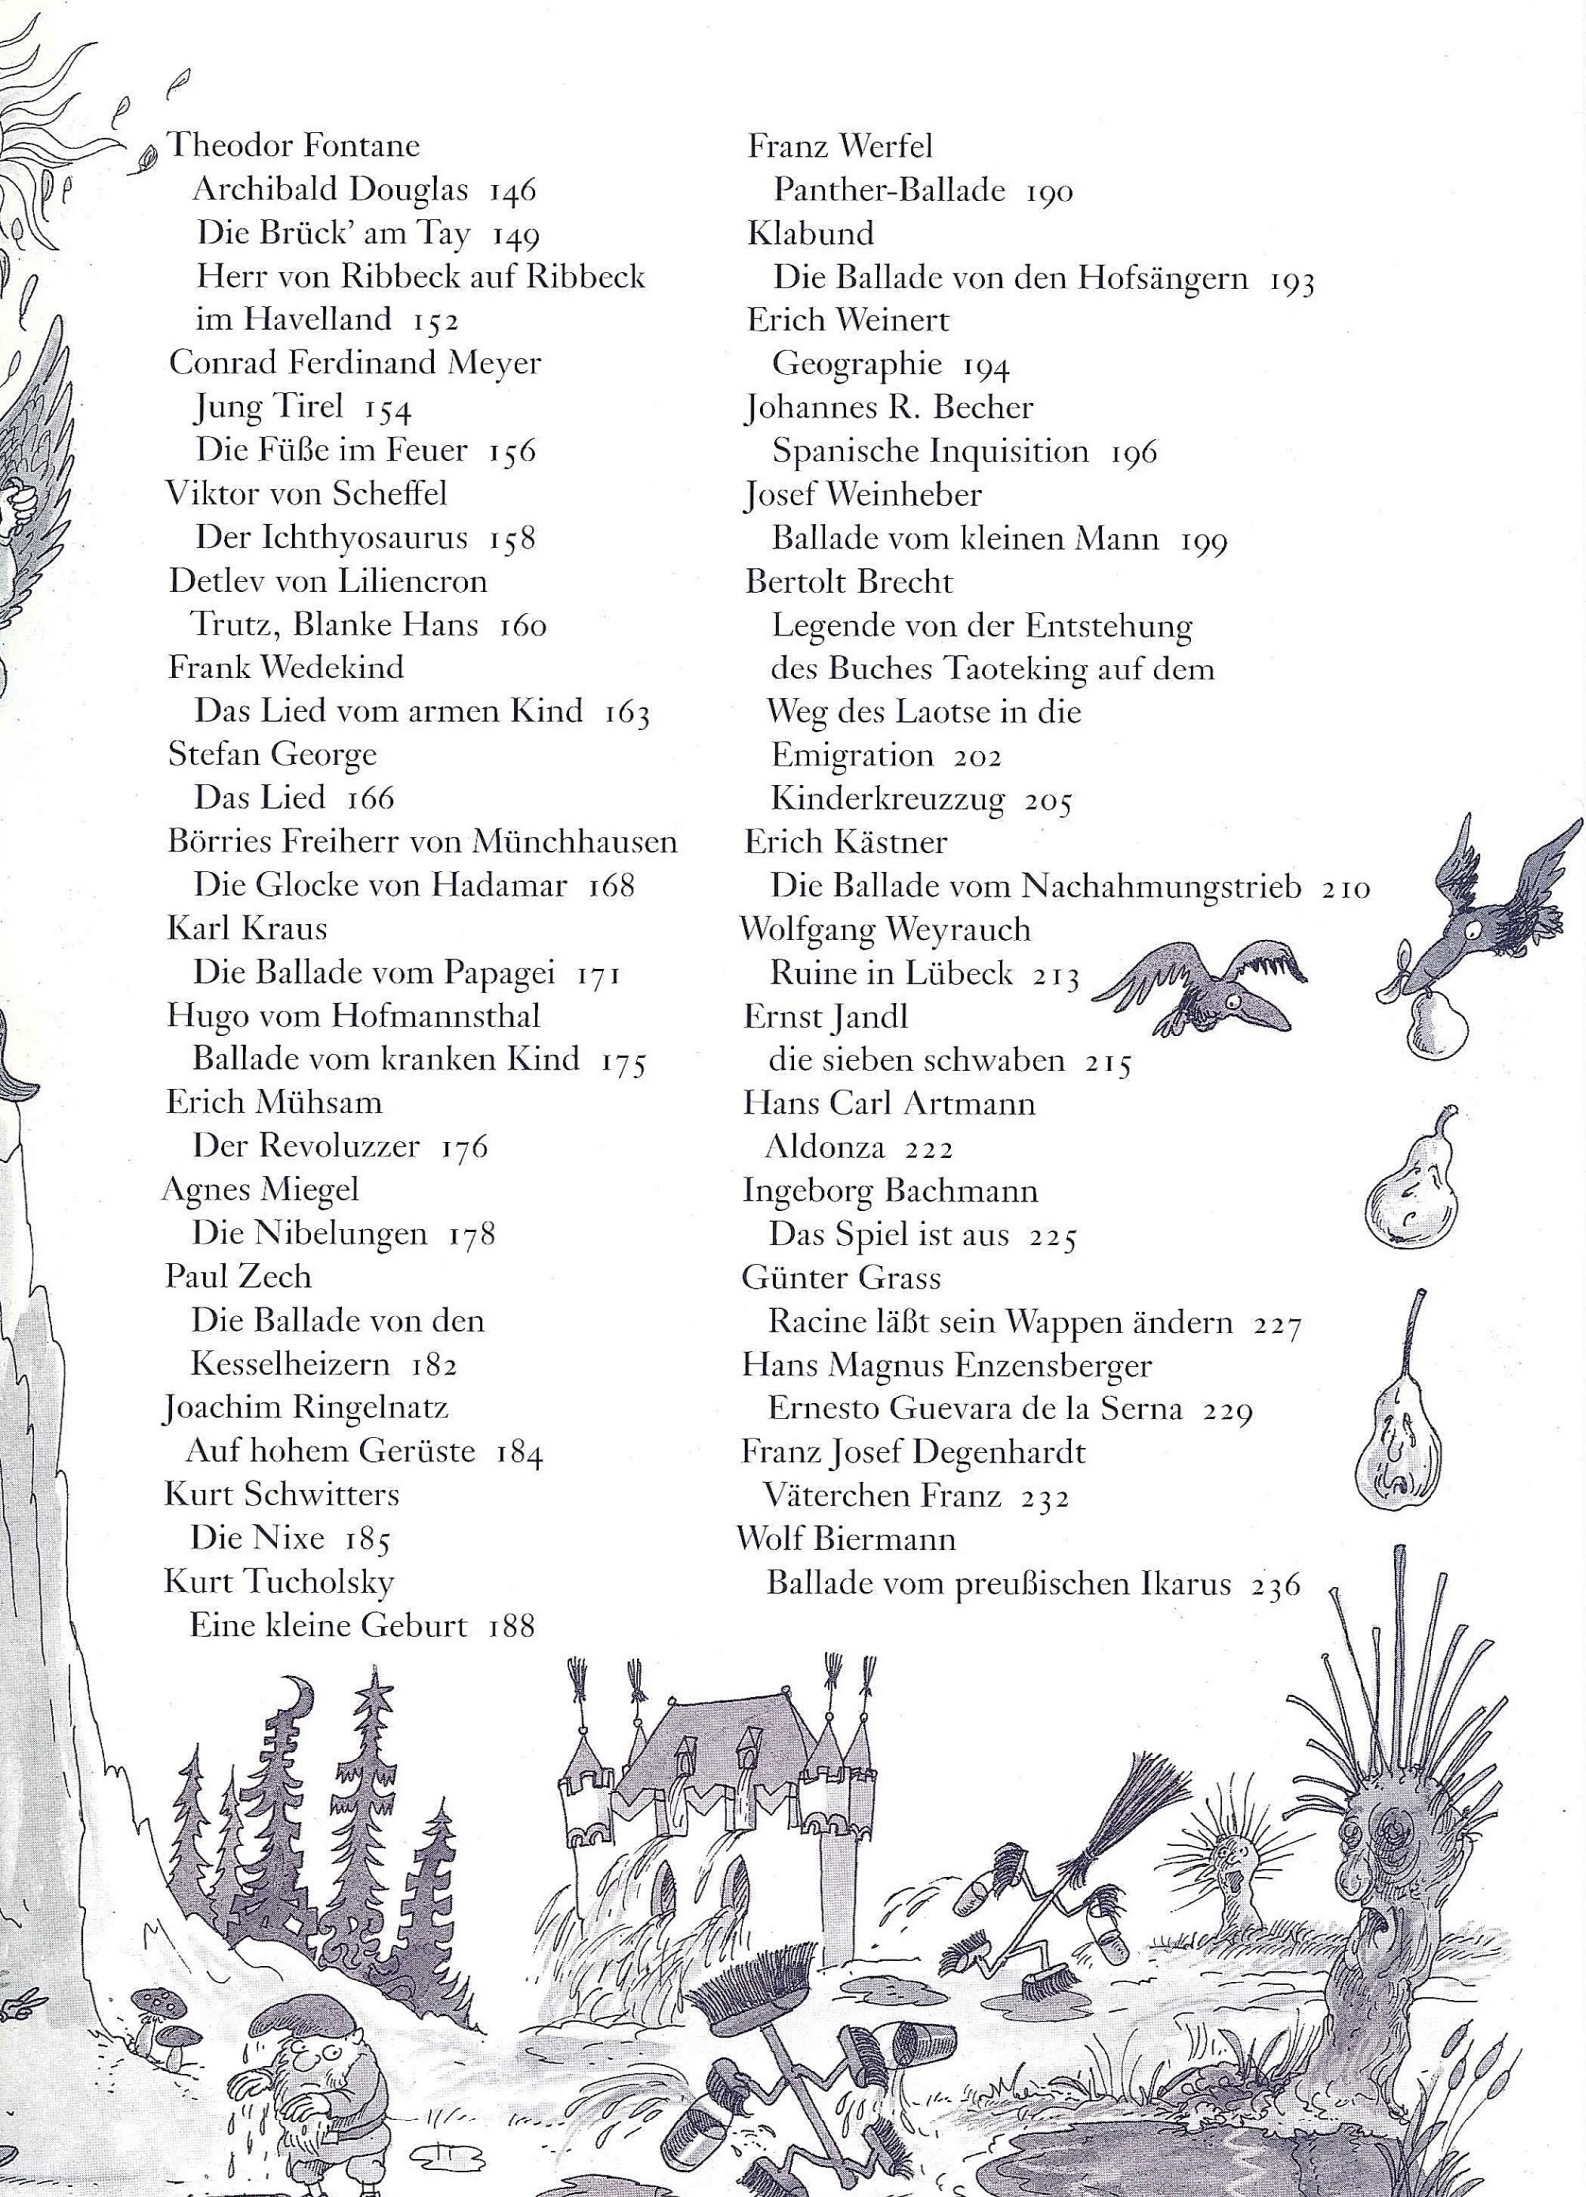 Theodor Fontane
Archibald Douglas 146
Die Brück’ am Tay 149
Herr von Ribbeck auf Ribbeck
im Havelland 152
Conrad Ferdinand Meyer
Jung Tirel 154
Die Füße im Feuer 156
Viktor von Scheffel
Der Ichthyosaurus 158
Detlev von Liliencron
Trutz, Blanke Hans 160
Frank Wedekind
Das Lied vom armen Kind 163
Stefan George
Das Lied 166
Börries Freiherr von Münchhausen
Die Glocke von Hadamar 168
Karl Kraus
Die Ballade vom Papagei 171
Hugo vom Hofmannsthal
Ballade vom kranken Kind 175
Erich Mühsam
Der Revoluzzer 176
Agnes Miegel
Die Nibelungen 178
Paul Zech
Die Ballade von den
Kesselheizern 182
Joachim Ringelnatz
Auf hohem Gerüste 184
Kurt Schwitters
Die Nixe 185
Kurt Tucholsky
Eine kleine Geburt 188
Franz Werfel
Panther-Ballade 190
Klabund
Die Ballade von den Hofsängern 193
Erich Weinert
Geographie 194
Johannes R. Becher
Spanische Inquisition 196
Josef Weinheber
Ballade vom kleinen Mann 199
Bertolt Brecht
Legende von der Entstehung
des Buches Taoteking auf dem
Weg des Laotse in die
Emigration 202
Kinderkreuzzug 205
Erich Kästner
Die Ballade vom Nachahmungstrieb 210
Wolfgang Weyrauch
Ruine in Lübeck 213
Ernst Jandl
die sieben schwaben 215
Hans Carl Artmann
Aldonza 222
Ingeborg Bachmann
Das Spiel ist aus 225
Günter Grass
Racine läßt sein Wappen ändern 227
Hans Magnus Enzensberger
Ernesto Guevara de la Serna 229
Franz Josef Degenhardt
Väterchen Franz 232
Wolf Biermann
Ballade vom preußischen Ikarus 236